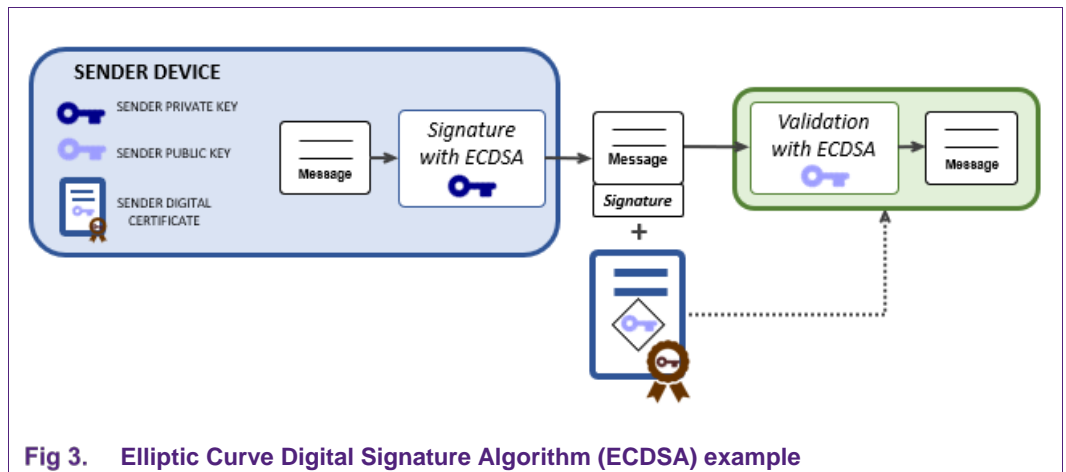 SENDER DEVICE
SENDER PRIVATE KEY
SENDER PUBLIC KEY
SENDER DIGITAL
CERTIFICATE
Message
Signature
with ECDSA
Message
Signature
+
Validation
with ECDSA
Message
Fig 3. Elliptic Curve Digital Signature Algorithm (ECDSA) example